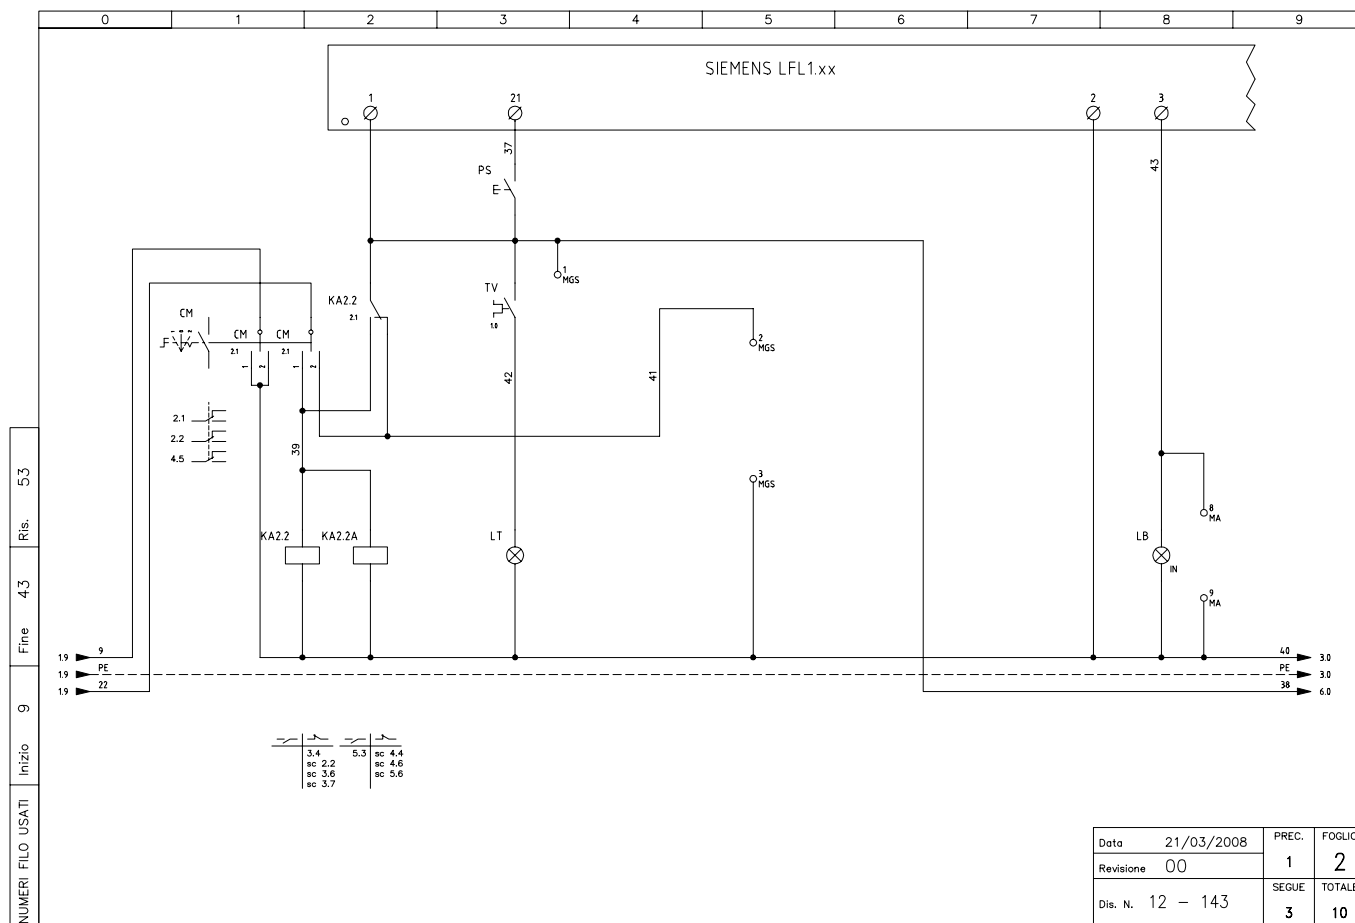 0 1 2 3 4 5 6 7 8 9
SIEMENS LFL1.xx
1 21 2 3
37
43
PS
E
1
MGS
KA2.2
2.1
TV
1.0
CM
CM
2.1
CM
2.1
1 2 1 2
2
MGS
42
41
2.1
2.2
4.5
39
3
MGS
8
MA
KA2.2
KA2.2A
LT
LB
IN
9
MA
1.9 9 40 3.0
1.9 PE PE 3.0
1.9 22 38 6.0
3.4 5.3 sc 4.4
sc 2.2 sc 4.6
sc 3.6 sc 5.6
sc 3.7
NUMERI FILO USATI Inizio 9 Fine 43 Ris. 53
Data 21/03/2008
Revisione 00
Dis. N. 12 - 143
PREC.
1
FOGLIO
2
SEGUE
3
TOTALE
10